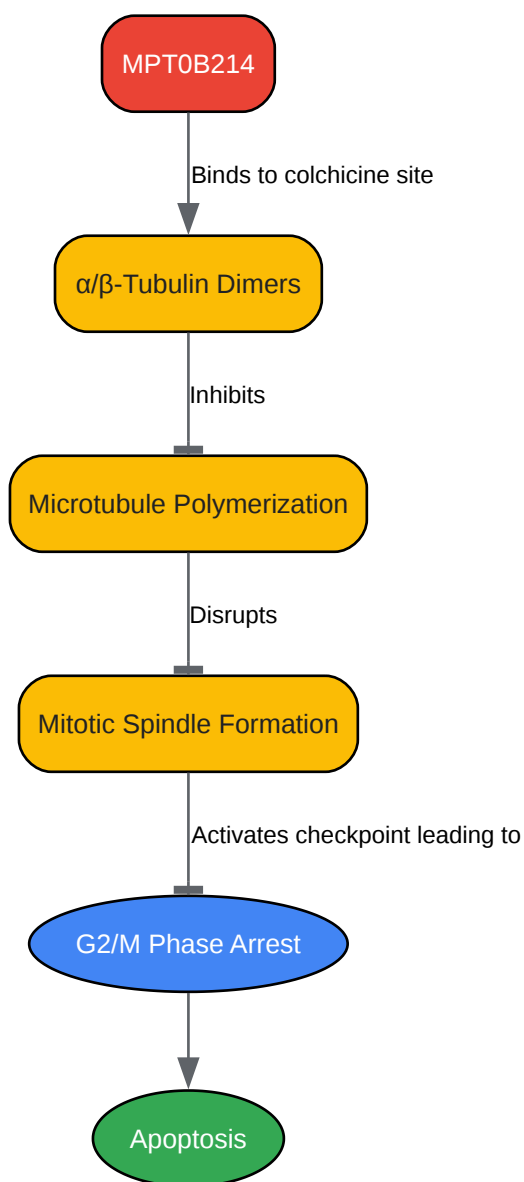 MPT0B214
Binds to colchicine site
α/β-Tubulin Dimers
Inhibits
Microtubule Polymerization
Disrupts
Mitotic Spindle Formation
Activates checkpoint leading to
G2/M Phase Arrest
Apoptosis